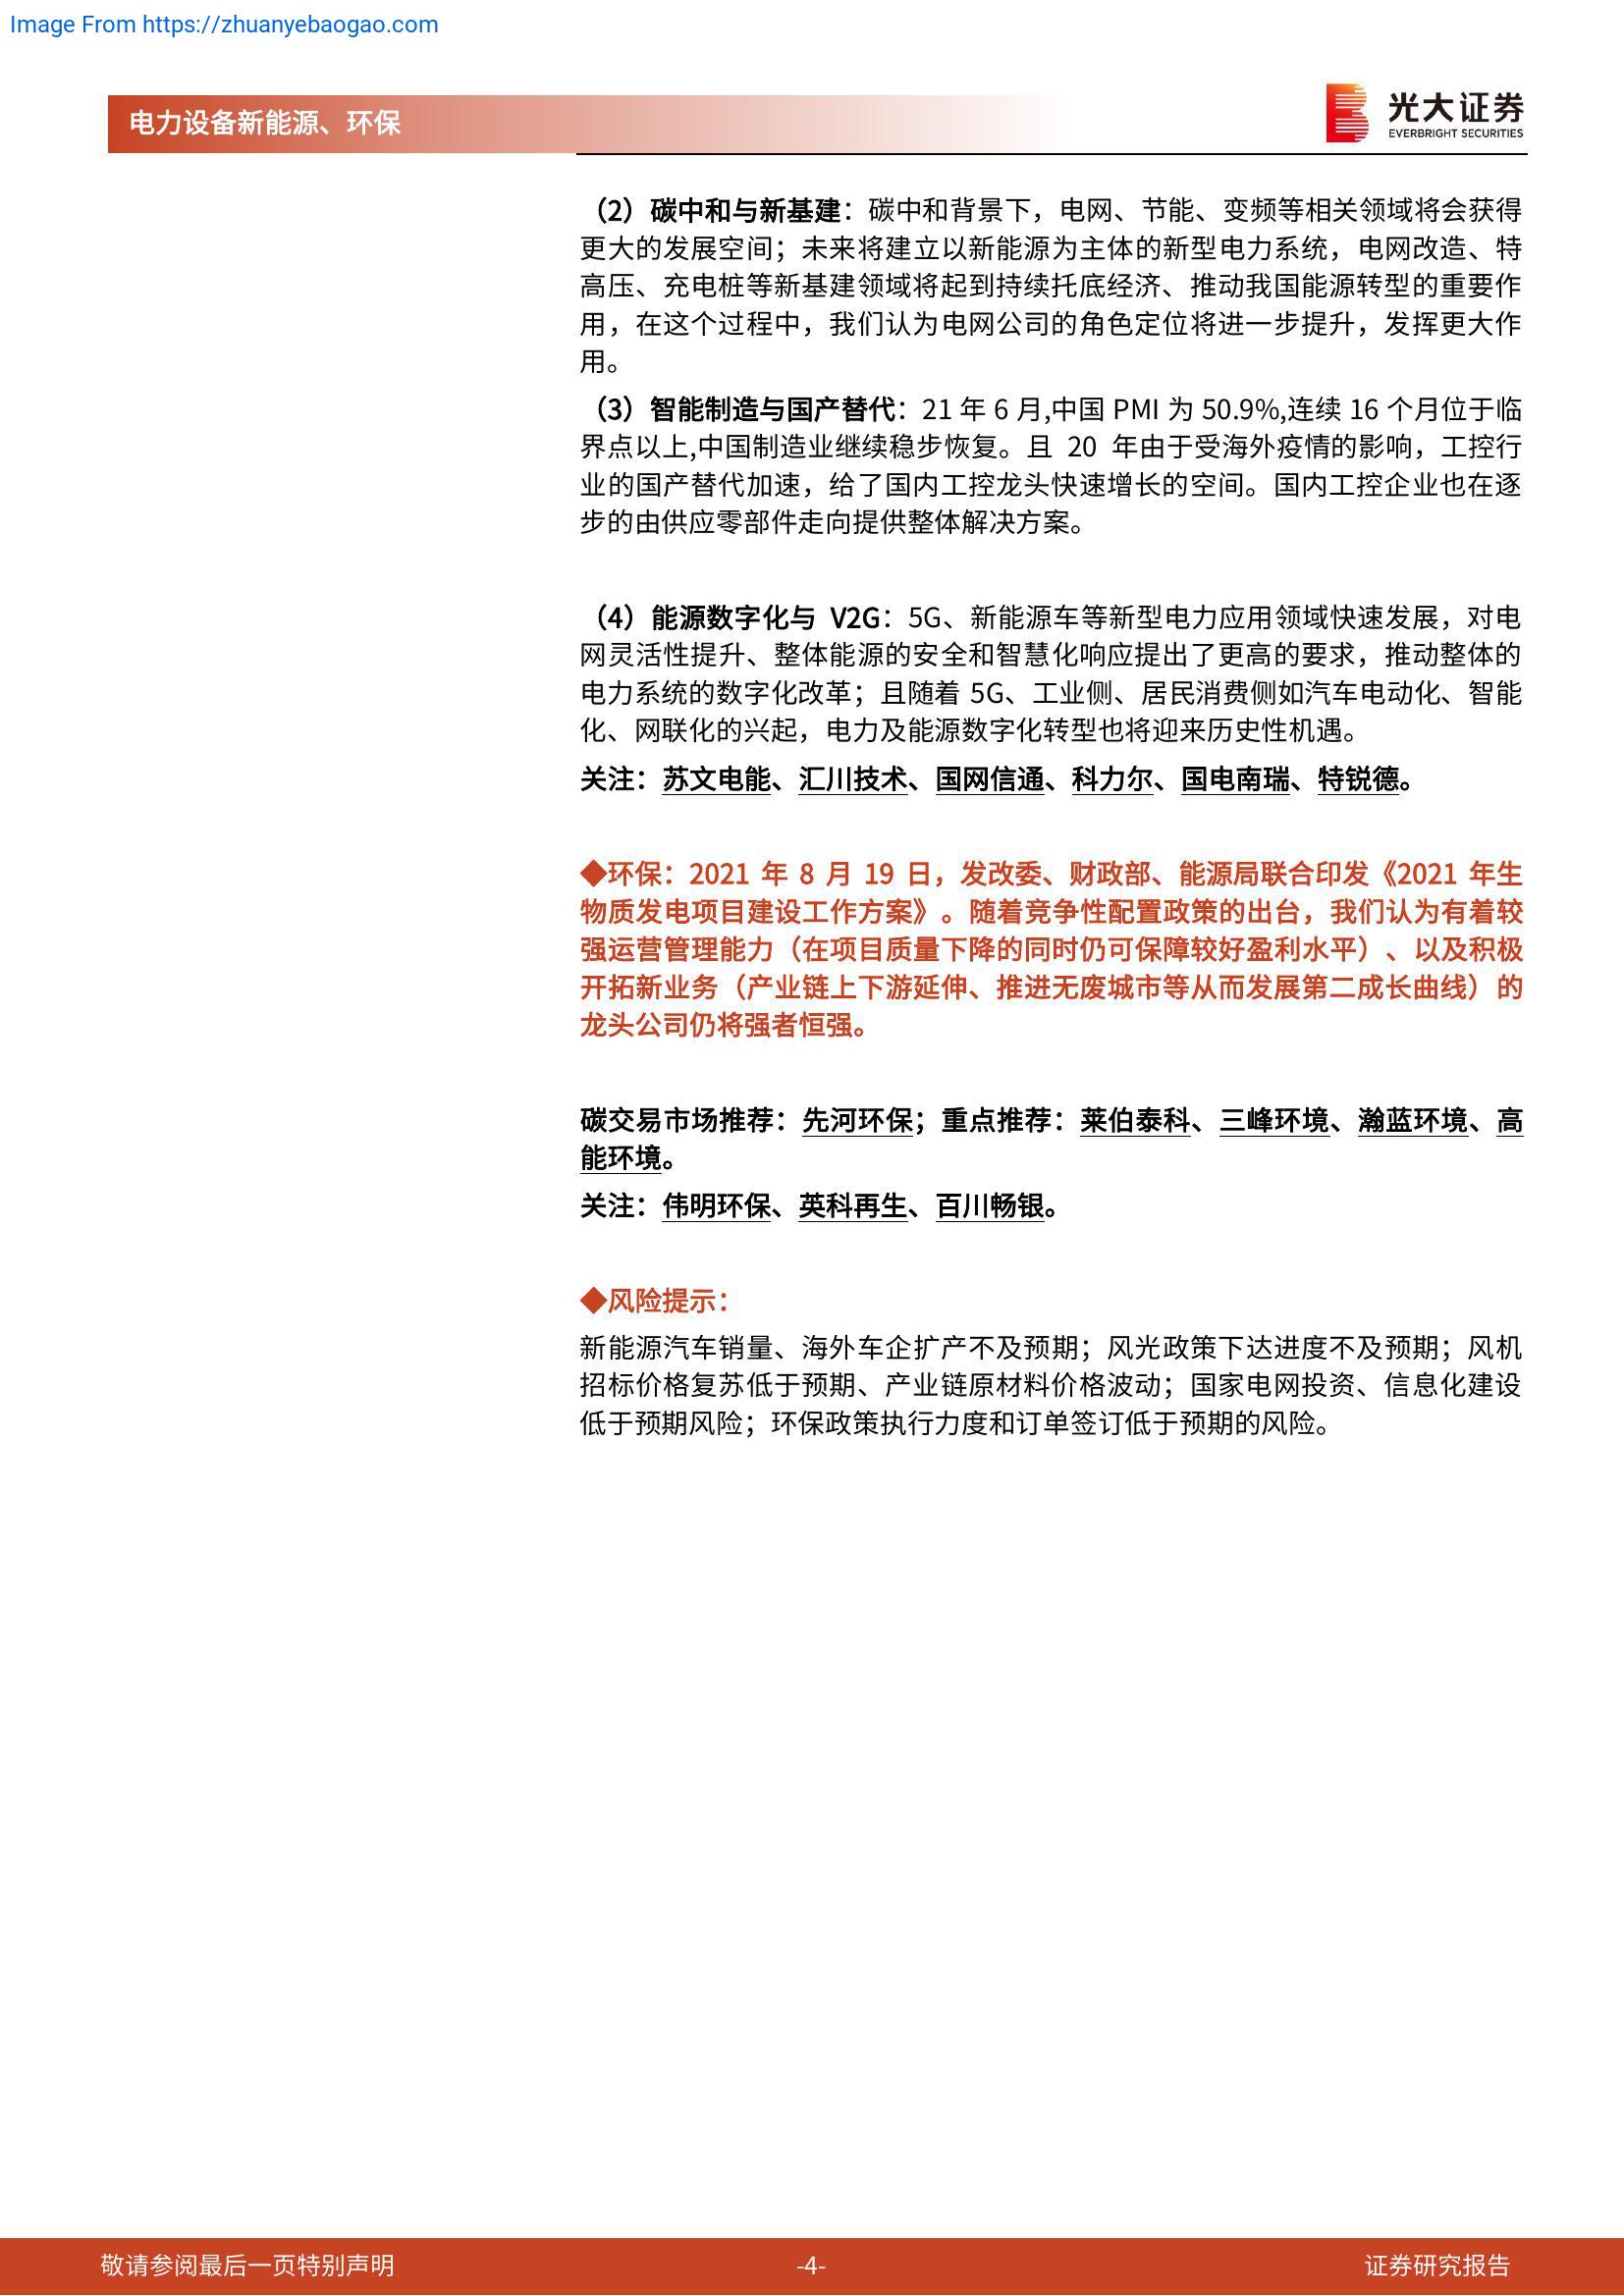 Image From https://zhuanyebaogao.com
电力设备新能源、环保
光大证券
EVERBRIGHT SECURITIES
（2）碳中和与新基建：碳中和背景下，电网、节能、变频等相关领域将会获得
更大的发展空间；未来将建立以新能源为主体的新型电力系统，电网改造、特
高压、充电桩等新基建领域将起到持续托底经济、推动我国能源转型的重要作
用，在这个过程中，我们认为电网公司的角色定位将进一步提升，发挥更大作
用。
（3）智能制造与国产替代：21 年 6 月,中国 PMI 为 50.9%,连续 16 个月位于临
界点以上,中国制造业继续稳步恢复。且 20 年由于受海外疫情的影响，工控行
业的国产替代加速，给了国内工控龙头快速增长的空间。国内工控企业也在逐
步的由供应零部件走向提供整体解决方案。
（4）能源数字化与 V2G：5G、新能源车等新型电力应用领域快速发展，对电
网灵活性提升、整体能源的安全和智慧化响应提出了更高的要求，推动整体的
电力系统的数字化改革；且随着 5G、工业侧、居民消费侧如汽车电动化、智能
化、网联化的兴起，电力及能源数字化转型也将迎来历史性机遇。
关注：苏文电能、汇川技术、国网信通、科力尔、国电南瑞、特锐德。
◆环保：2021 年 8 月 19 日，发改委、财政部、能源局联合印发《2021 年生
物质发电项目建设工作方案》。随着竞争性配置政策的出台，我们认为有着较
强运营管理能力（在项目质量下降的同时仍可保障较好盈利水平）、以及积极
开拓新业务（产业链上下游延伸、推进无废城市等从而发展第二成长曲线）的
龙头公司仍将强者恒强。
碳交易市场推荐：先河环保；重点推荐：莱伯泰科、三峰环境、瀚蓝环境、高
能环境。
关注：伟明环保、英科再生、百川畅银。
◆风险提示：
新能源汽车销量、海外车企扩产不及预期；风光政策下达进度不及预期；风机
招标价格复苏低于预期、产业链原材料价格波动；国家电网投资、信息化建设
低于预期风险；环保政策执行力度和订单签订低于预期的风险。
敬请参阅最后一页特别声明
-4-
证券研究报告